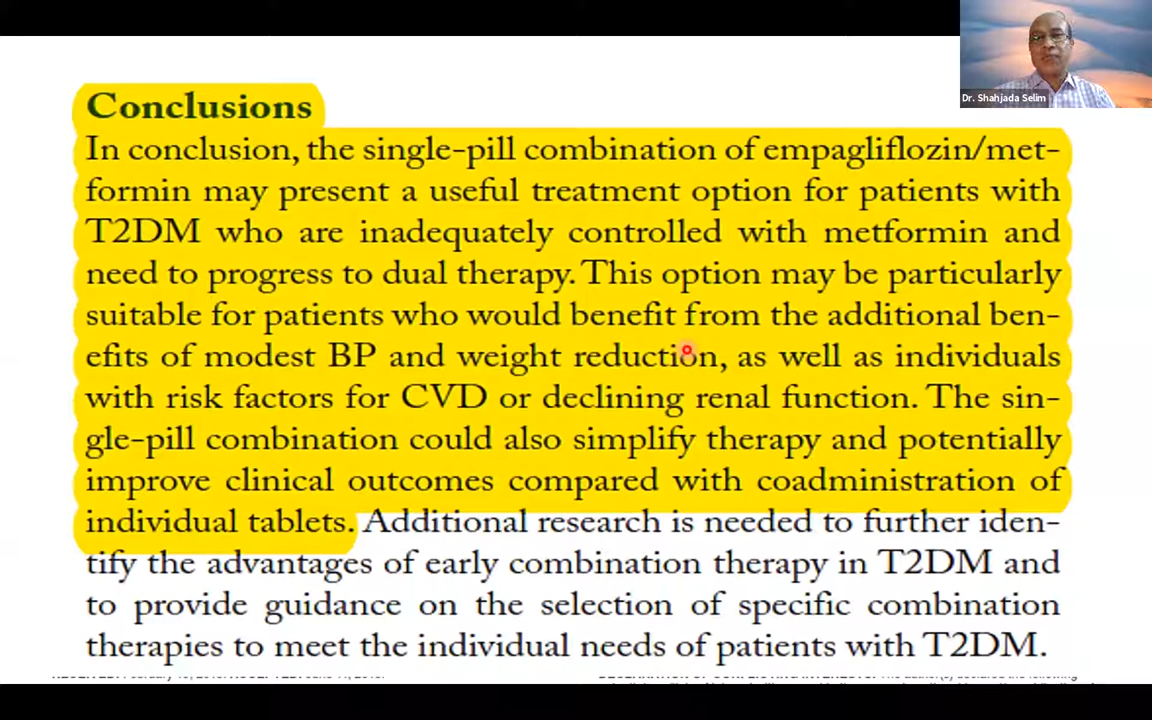 Dr. Shahjada Selim
Conclusions
In conclusion, the single-pill combination of empagliflozin/met-
formin may present a useful treatment option for patients with
T2DM who are inadequately controlled with metformin and
need to progress to dual therapy. This option may be particularly
suitable for patients who would benefit from the additional ben-
efits of modest BP and weight reduction, as well as individuals
with risk factors for CVD or declining renal function. The sin-
gle-pill combination could also simplify therapy and potentially
improve clinical outcomes compared with coadministration of
individual tablets. Additional research is needed to further iden-
tify the advantages of early combination therapy in T2DM and
to provide guidance on the selection of specific combination
therapies to meet the individual needs of patients with T2DM.